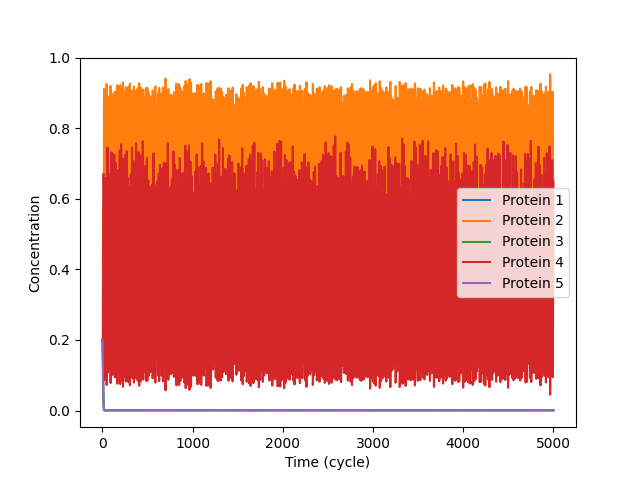 1.0
0.8
0.6
0.4
0.2
0.0
Concentration
Protein 1
Protein 2
Protein 3
Protein 4
Protein 5
0 1000 2000 3000 4000 5000
Time (cycle)